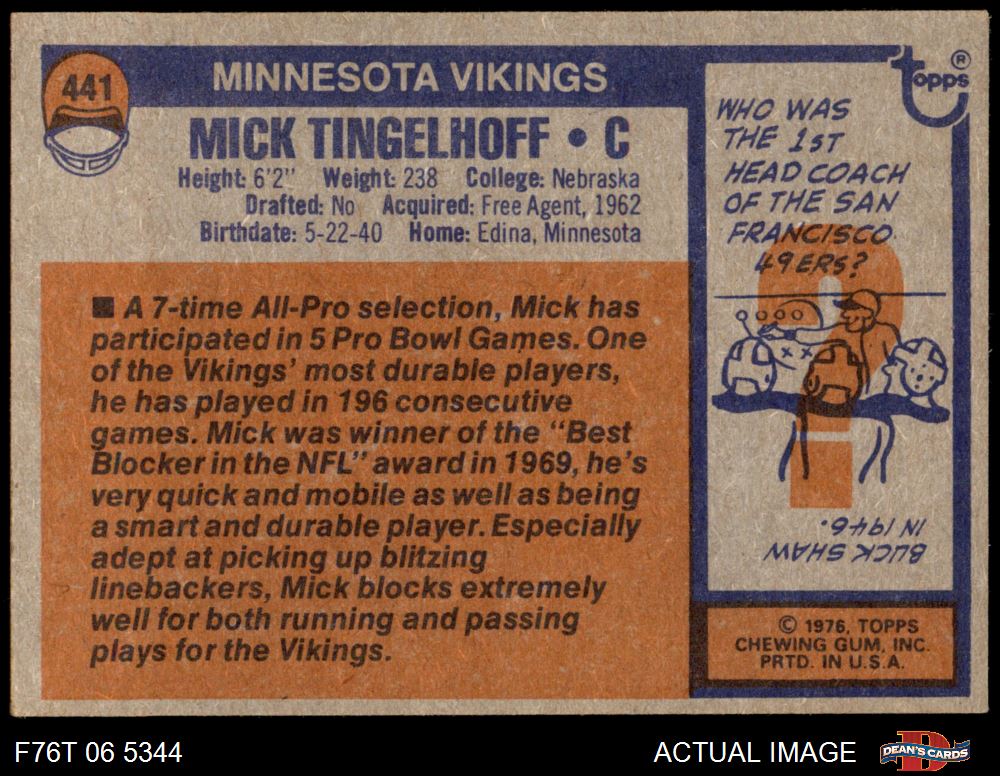 441
MINNESOTA VIKINGS
MICK TINGELHOFF • C
Height: 6'2" Weight: 238 College: Nebraska
Drafted: No Acquired: Free Agent, 1962
Birthdate: 5-22-40 Home: Edina, Minnesota
■ A 7-time All-Pro selection, Mick has
participated in 5 Pro Bowl Games. One
of the Vikings' most durable players,
he has played in 196 consecutive
games. Mick was winner of the "Best
Blocker in the NFL" award in 1969, he's
very quick and mobile as well as being
a smart and durable player. Especially
adept at picking up blitzing
linebackers, Mick blocks extremely
well for both running and passing
plays for the Vikings.
Topps ®
WHO WAS
THE 1ST
HEAD COACH
OF THE SAN
FRANCISCO
49ERS?
?
BUCK SHAW
IN 1946.
© 1976, TOPPS
CHEWING GUM, INC.
PRTD. IN U.S.A.
F76T 06 5344
ACTUAL IMAGE
D
DEAN'S CARDS